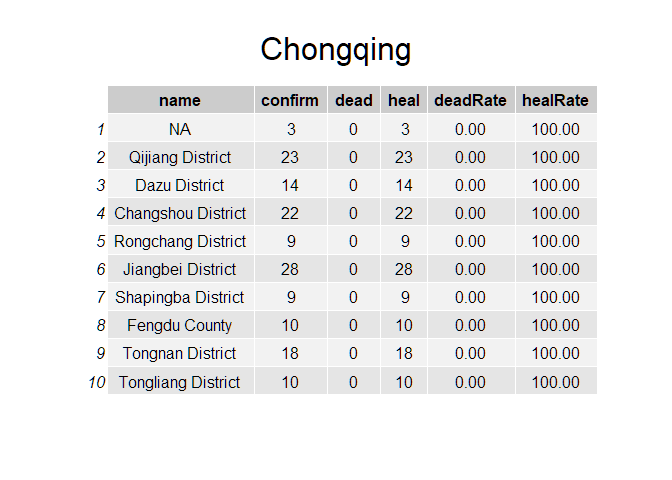 Chongqing
name confirm dead heal deadRate healRate
1 NA 3 0 3 0.00 100.00
2 Qijiang District 23 0 23 0.00 100.00
3 Dazu District 14 0 14 0.00 100.00
4 Changshou District 22 0 22 0.00 100.00
5 Rongchang District 9 0 9 0.00 100.00
6 Jiangbei District 28 0 28 0.00 100.00
7 Shapingba District 9 0 9 0.00 100.00
8 Fengdu County 10 0 10 0.00 100.00
9 Tongnan District 18 0 18 0.00 100.00
10 Tongliang District 10 0 10 0.00 100.00